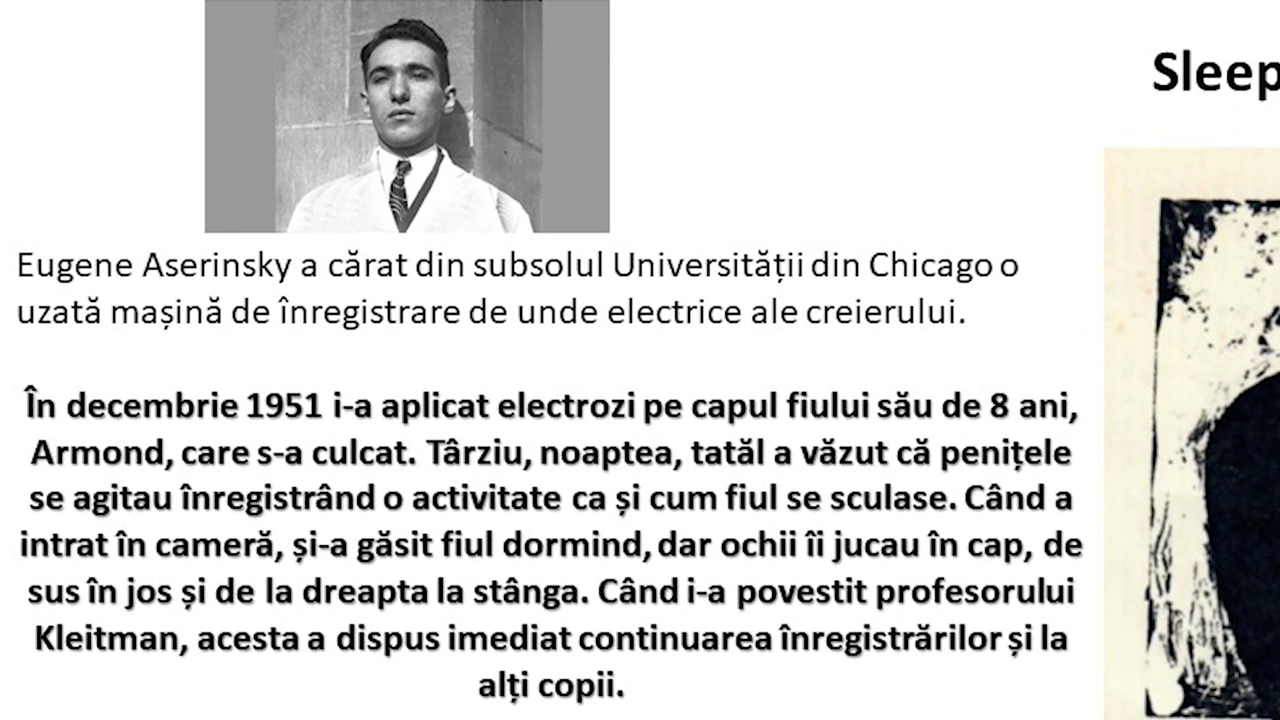 Sleep
Eugene Aserinsky a cărat din subsolul Universității din Chicago o
uzată mașină de înregistrare de unde electrice ale creierului.
În decembrie 1951 i-a aplicat electrozi pe capul fiului său de 8 ani,
Armond, care s-a culcat. Târziu, noaptea, tatăl a văzut că penițele
se agitau înregistrând o activitate ca și cum fiul se sculase. Când a
intrat în cameră, și-a găsit fiul dormind, dar ochii îi jucau în cap, de
sus în jos și de la dreapta la stânga. Când i-a povestit profesorului
Kleitman, acesta a dispus imediat continuarea înregistrărilor și la
alți copii.